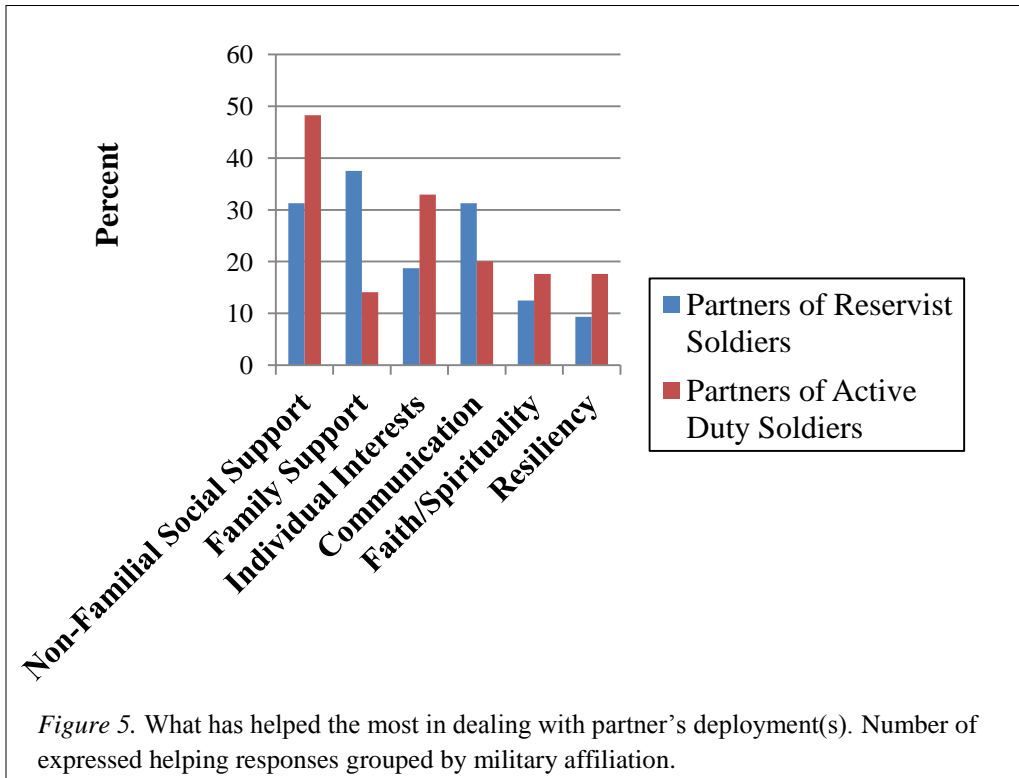 60
50
40
30
20
10
0
Percent
Non-Familial Social Support
Family Support
Individual Interests
Communication
Faith/Spirituality
Resiliency
Partners of Reservist
Soldiers
Partners of Active
Duty Soldiers
Figure 5. What has helped the most in dealing with partner’s deployment(s). Number of
expressed helping responses grouped by military affiliation.